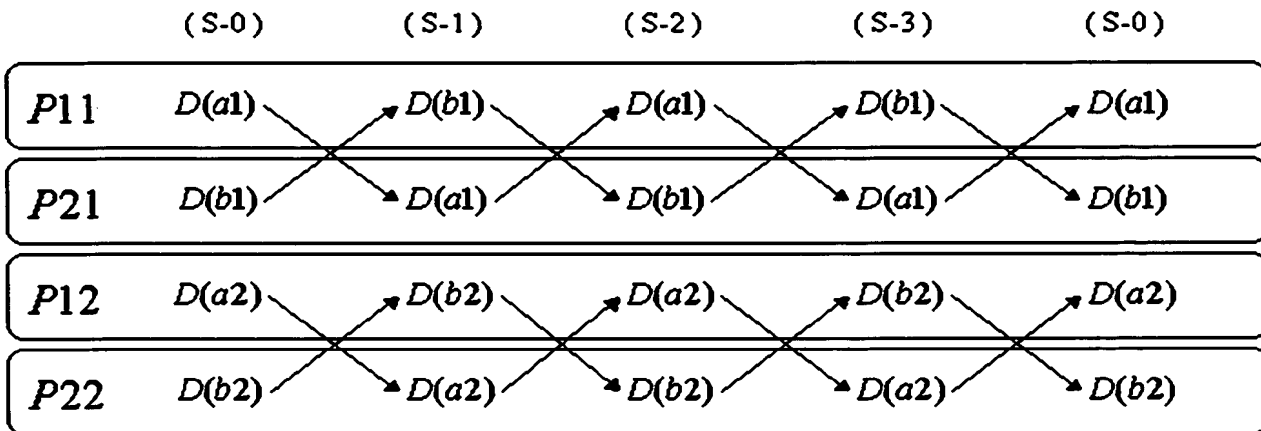 (S-0) (S-1) (S-2) (S-3) (S-0)
P11 D(a1) D(b1) D(a1) D(b1) D(a1)
P21 D(b1) D(a1) D(b1) D(a1) D(b1)
P12 D(a2) D(b2) D(a2) D(b2) D(a2)
P22 D(b2) D(a2) D(b2) D(a2) D(b2)